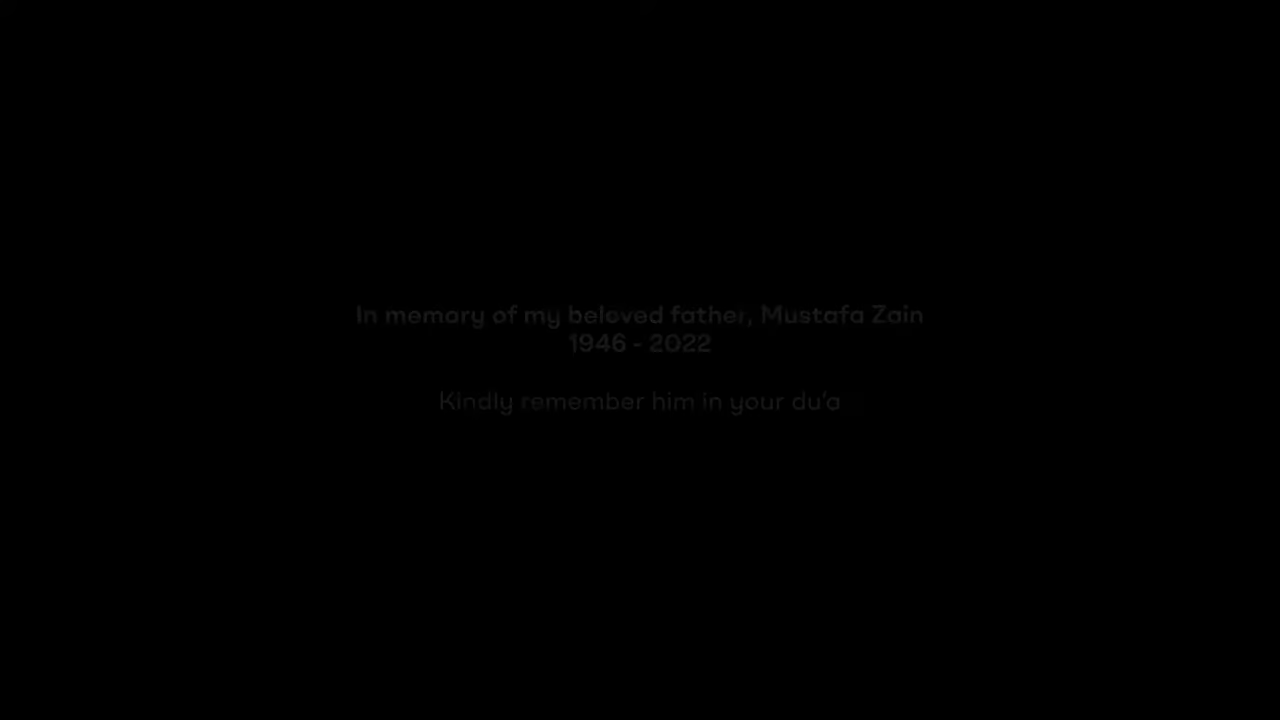 In memory of my beloved father, Mustafa Zain
1946 - 2022
Kindly remember him in your du'a